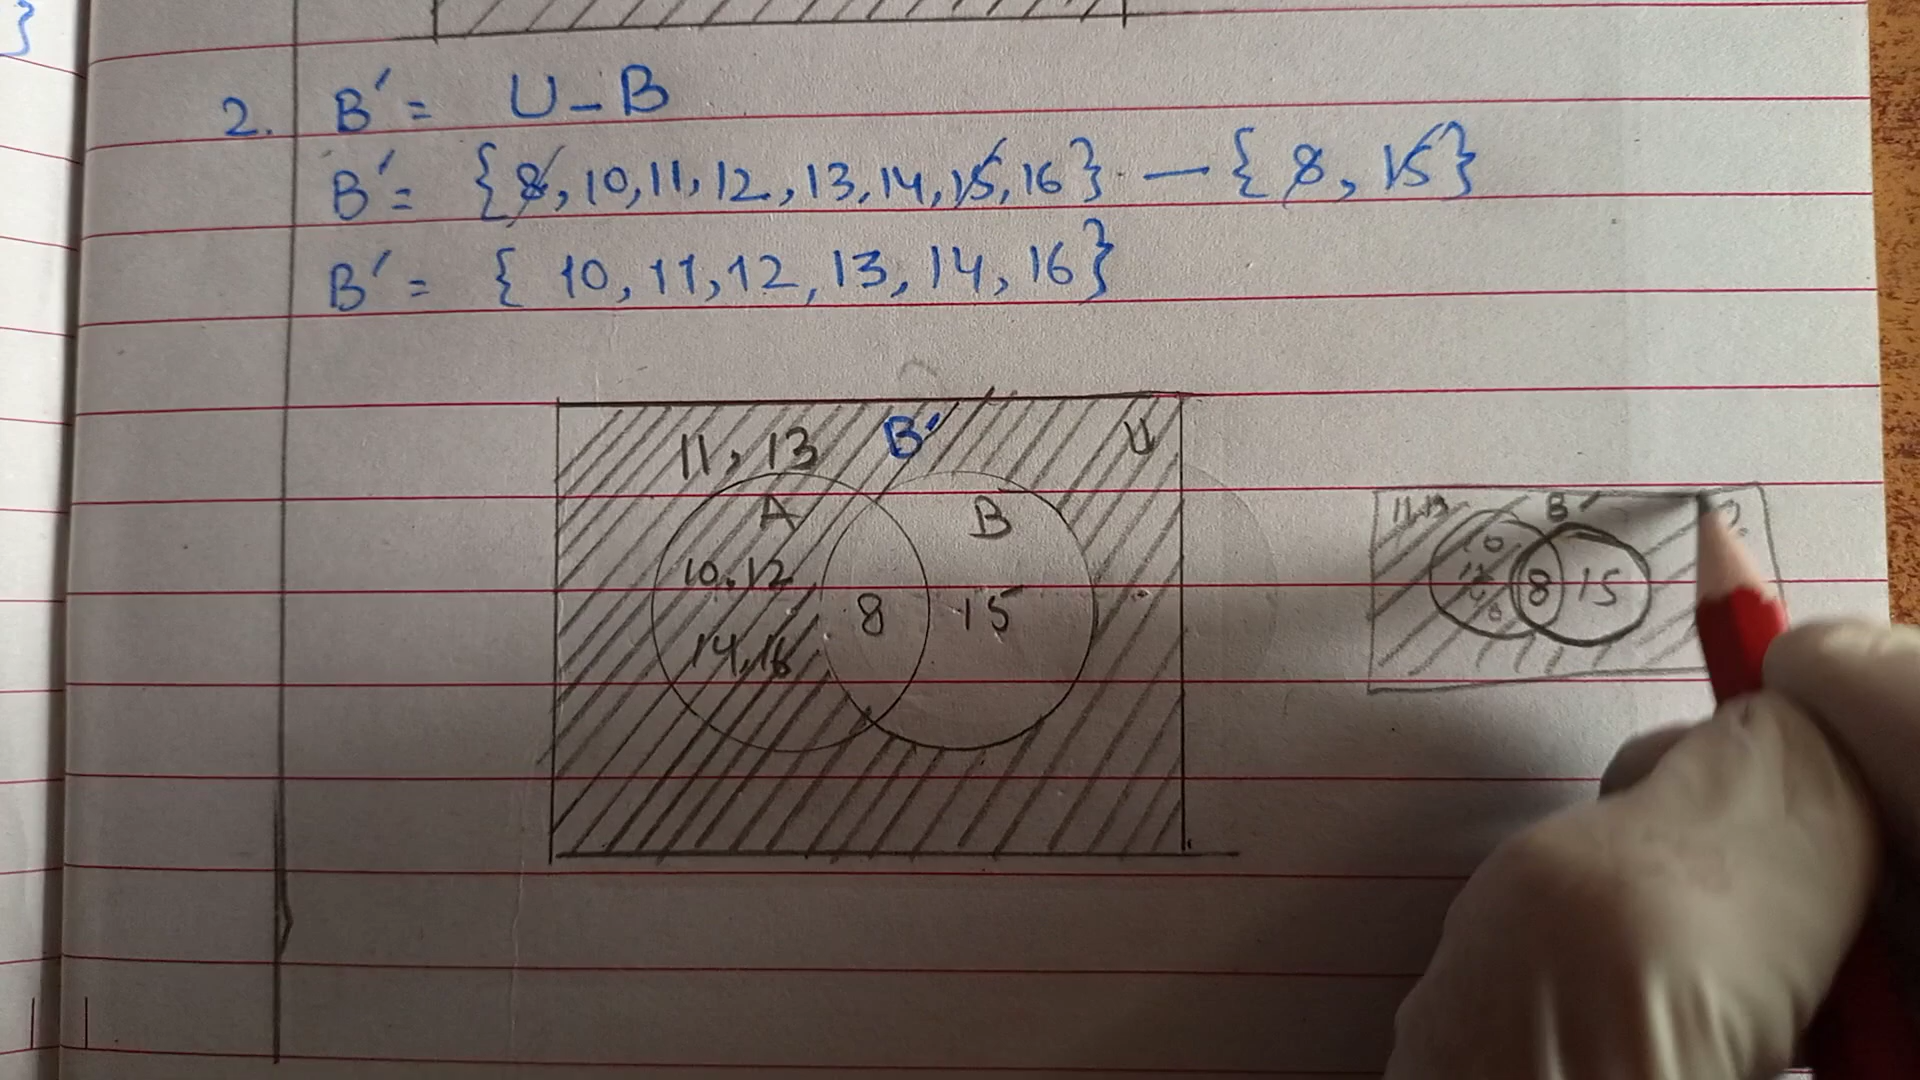 }
2. B′ = U – B
B′ = {8, 10, 11, 12, 13, 14, 15, 16} – {8, 15}
B′ = { 10, 11, 12, 13, 14, 16}
11, 13 B′ U
A B
10, 12
8 15
14, 16
11, 13 B′
8 15